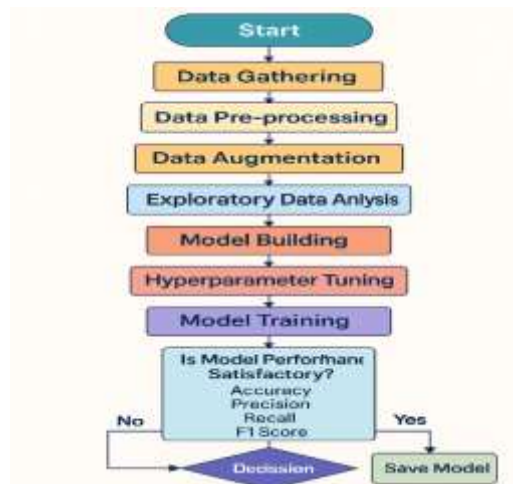 Start
Data Gathering
Data Pre-processing
Data Augmentation
Exploratory Data Anlysis
Model Building
Hyperparameter Tuning
Model Training
Is Model Performanc
Satisfactory?
Accuracy
Precision
Recall
F1 Score
No
Yes
Decission
Save Model